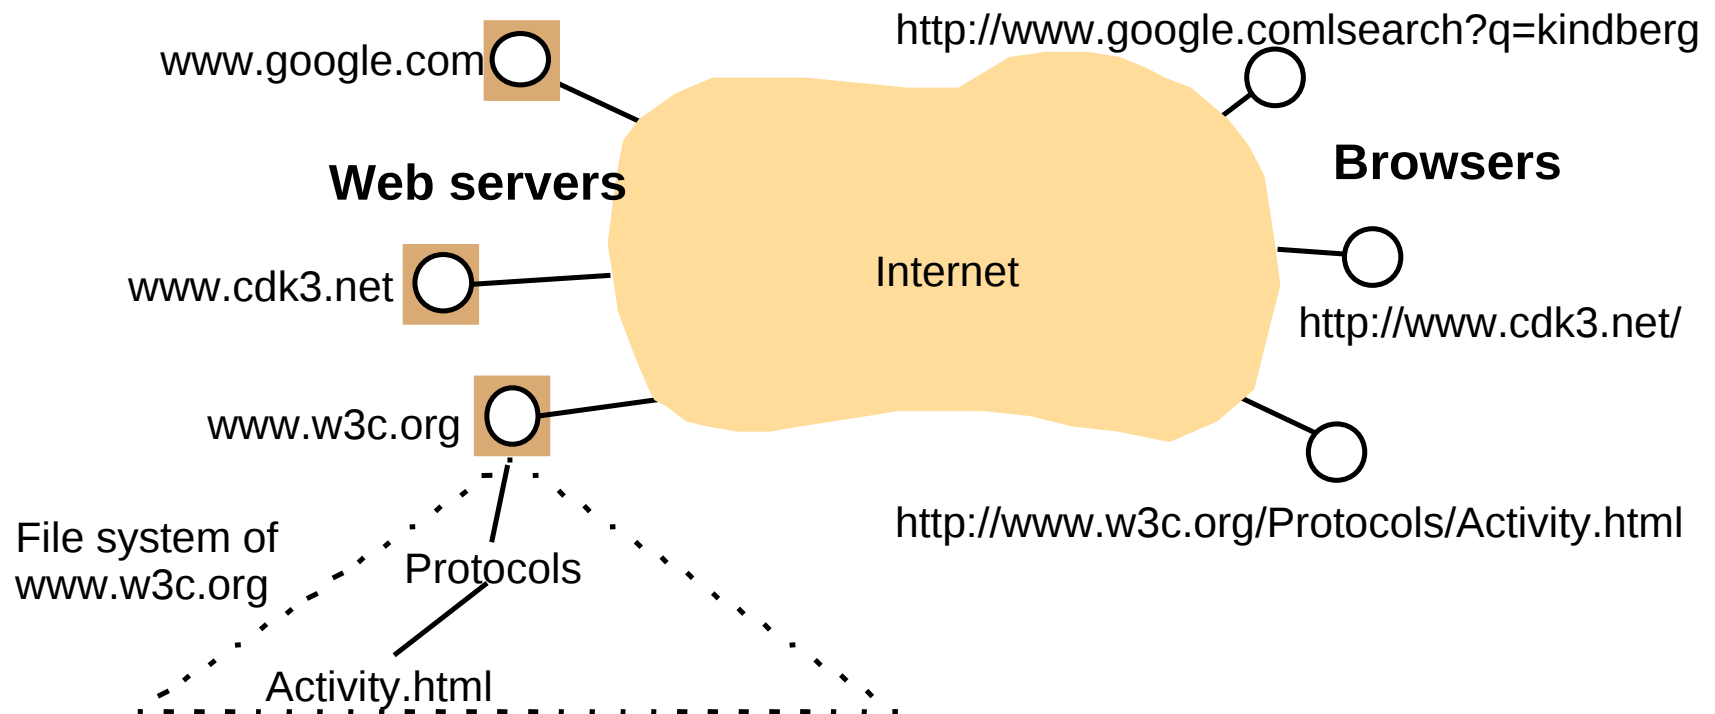 http://www.google.comlsearch?q=kindberg
www.google.com
Browsers
Web servers
Internet
www.cdk3.net
http://www.cdk3.net/
www.w3c.org
http://www.w3c.org/Protocols/Activity.html
File system of
www.w3c.org
Protocols
Activity.html